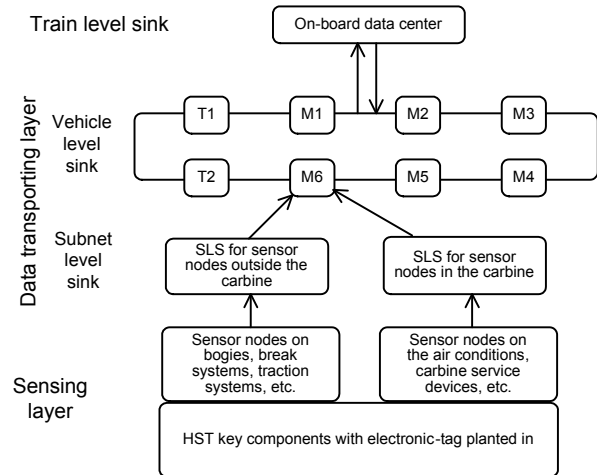 Train level sink
On-board data center
Data transporting layer
Vehicle
level
sink
T1
M1
M2
M3
T2
M6
M5
M4
Subnet
level
sink
SLS for sensor
nodes outside the
carbine
SLS for sensor
nodes in the carbine
Sensing
layer
Sensor nodes on
bogies, break
systems, traction
systems, etc.
Sensor nodes on
the air conditions,
carbine service
devices, etc.
HST key components with electronic-tag planted in